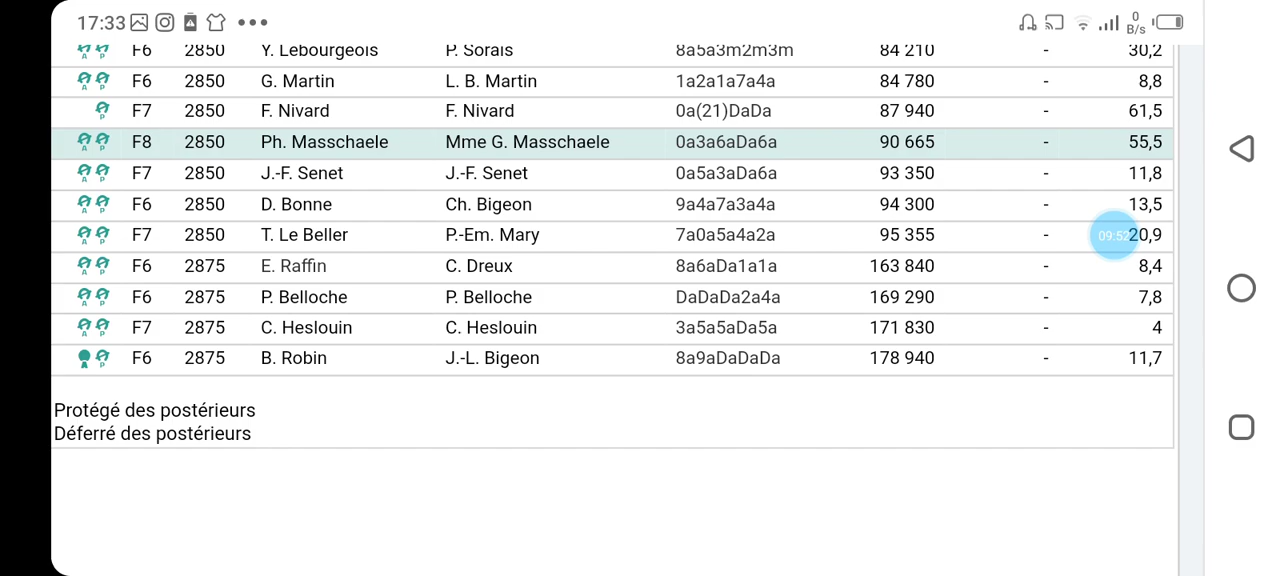 17:33 0 B/s
A P F6 2850 Y. Lebourgeois P. Sorais 8a5a3m2m3m 84 210 - 30,2
A P F6 2850 G. Martin L. B. Martin 1a2a1a7a4a 84 780 - 8,8
P F7 2850 F. Nivard F. Nivard 0a(21)DaDa 87 940 - 61,5
A P F8 2850 Ph. Masschaele Mme G. Masschaele 0a3a6aDa6a 90 665 - 55,5
A P F7 2850 J.-F. Senet J.-F. Senet 0a5a3aDa6a 93 350 - 11,8
A P F6 2850 D. Bonne Ch. Bigeon 9a4a7a3a4a 94 300 - 13,5
A P F7 2850 T. Le Beller P.-Em. Mary 7a0a5a4a2a 95 355 - 09:52 20,9
A P F6 2875 E. Raffin C. Dreux 8a6aDa1a1a 163 840 - 8,4
A P F6 2875 P. Belloche P. Belloche DaDaDa2a4a 169 290 - 7,8
A P F7 2875 C. Heslouin C. Heslouin 3a5a5aDa5a 171 830 - 4
P F6 2875 B. Robin J.-L. Bigeon 8a9aDaDaDa 178 940 - 11,7
Protégé des postérieurs
Déferré des postérieurs